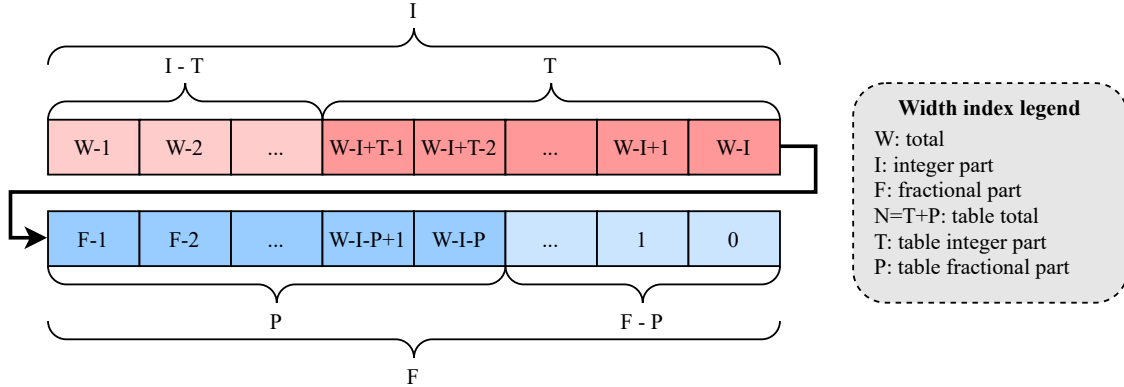 I
I - T T
W-1 W-2 ... W-I+T-1 W-I+T-2 ... W-I+1 W-I
F-1 F-2 ... W-I-P+1 W-I-P ... 1 0
P F - P
F
Width index legend
W: total
I: integer part
F: fractional part
N=T+P: table total
T: table integer part
P: table fractional part